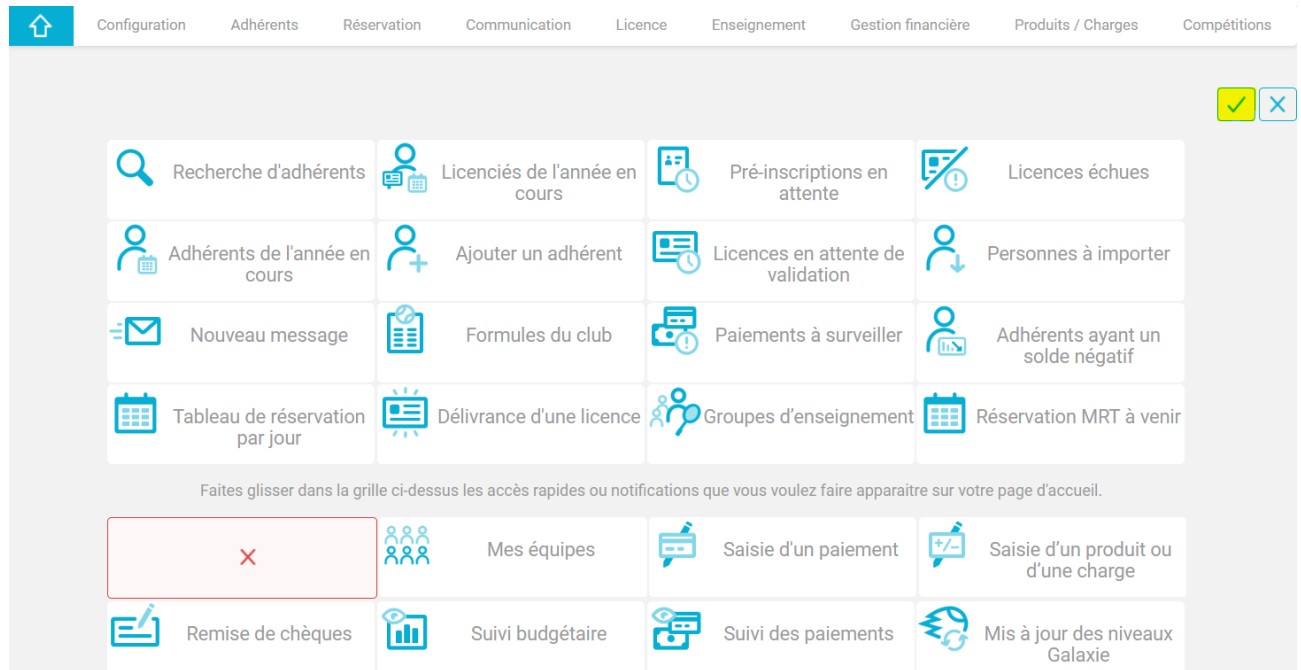 Configuration Adhérents Réservation Communication Licence Enseignement Gestion financière Produits / Charges Compétitions
Recherche d'adhérents
Licenciés de l'année en
cours
Pré-inscriptions en
attente
Licences échues
Adhérents de l'année en
cours
Ajouter un adhérent
Licences en attente de
validation
Personnes à importer
Nouveau message
Formules du club
Paiements à surveiller
Adhérents ayant un
solde négatif
Tableau de réservation
par jour
Délivrance d'une licence
Groupes d’enseignement
Réservation MRT à venir
Faites glisser dans la grille ci-dessus les accès rapides ou notifications que vous voulez faire apparaitre sur votre page d'accueil.
Mes équipes
Saisie d'un paiement
+/-
Saisie d’un produit ou
d’une charge
Remise de chèques
Suivi budgétaire
Suivi des paiements
Mis à jour des niveaux
Galaxie